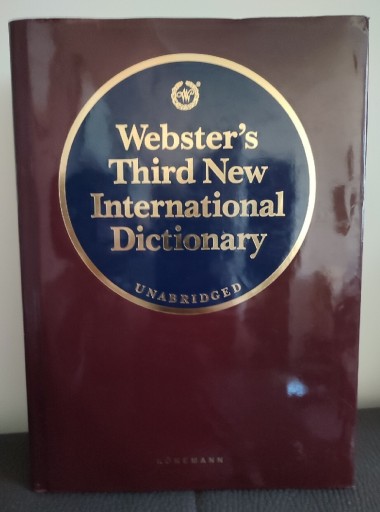 Webster's
Third New
International
Dictionary
UNABRIDGED